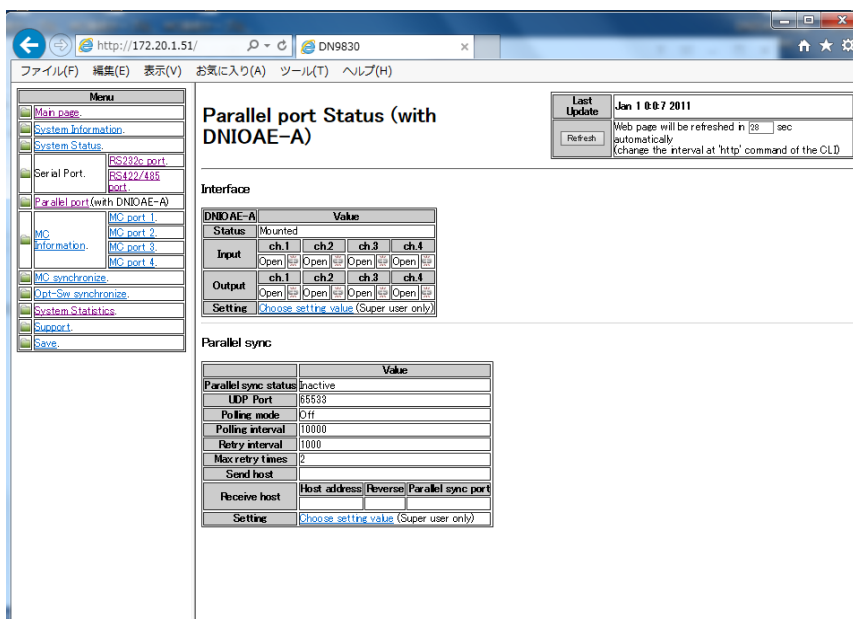 http://172.20.1.51/
DN9830
ファイル(F) 編集(E) 表示(V) お気に入り(A) ツール(T) ヘルプ(H)
Menu
Main page.
System Information.
System Status.
Serial Port.
RS232c port.
RS422/485
port.
Parallel port.(with DNIOAE-A)
MC
Information.
MC port 1.
MC port 2.
MC port 3.
MC port 4.
MC synchronize.
Opt-Sw synchronize.
System Statistics.
Support.
Save.
Parallel port Status (with
DNIOAE-A)
Last
Update
Jan 1 0:0:7 2011
Refresh
Web page will be refreshed in 28 sec
automatically
(change the interval at 'http' command of the CLI)
Interface
DNIOAE-A Value
Status Mounted
Input ch.1 ch.2 ch.3 ch.4
Open Open Open Open
Output ch.1 ch.2 ch.3 ch.4
Open Open Open Open
Setting Choose setting value (Super user only)
Parallel sync
Value
Parallel sync status Inactive
UDP Port 65533
Polling mode Off
Polling interval 10000
Retry interval 1000
Max retry times 2
Send host
Receive host Host address Reverse Parallel sync port
Setting Choose setting value (Super user only)